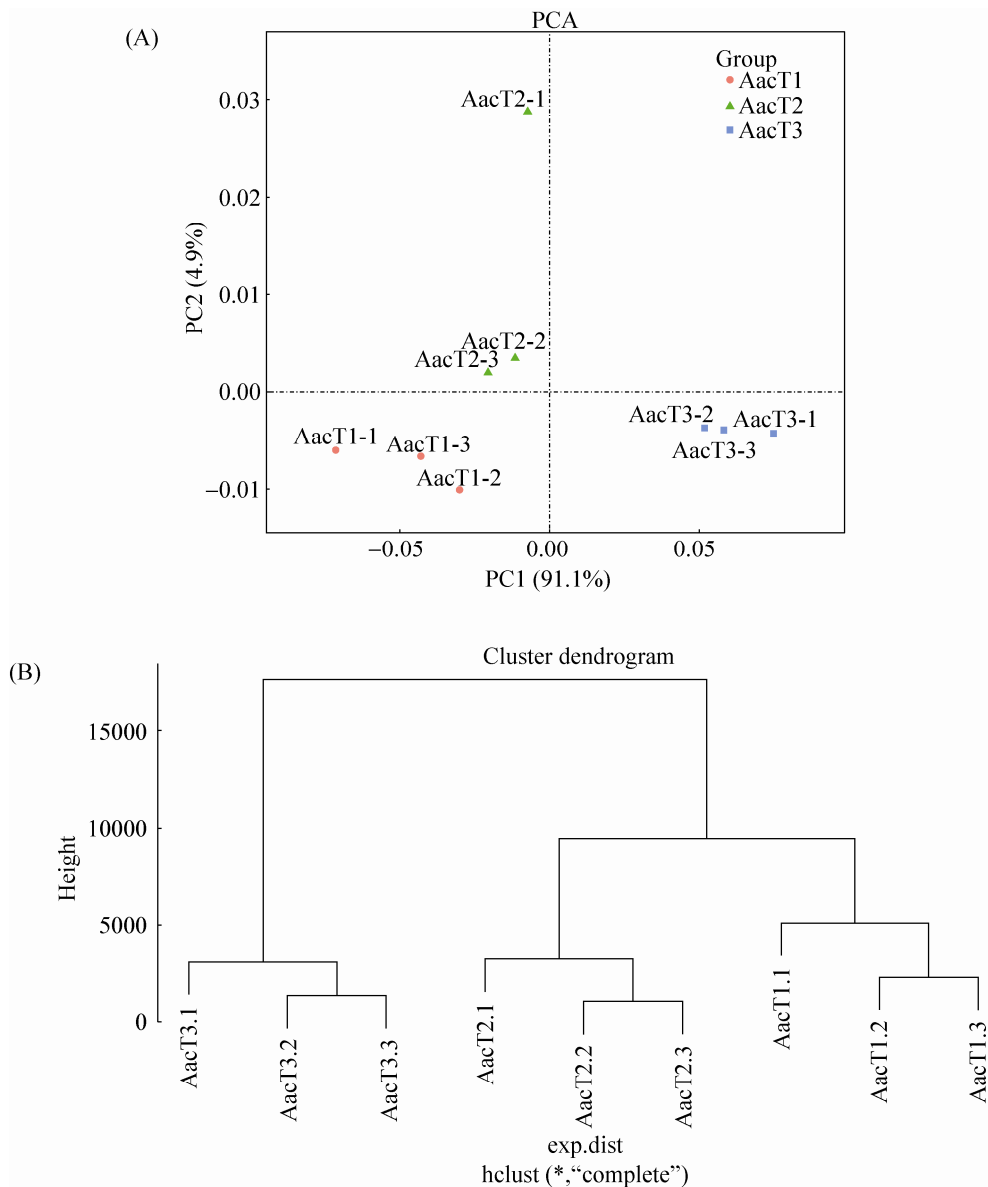 (A)
PCA
Group
AacT1
AacT2
AacT3
AacT2-1
AacT2-2
AacT2-3
AacT1-1
AacT1-3
AacT1-2
AacT3-2
AacT3-1
AacT3-3
0.03
0.02
0.01
0.00
−0.01
PC2 (4.9%)
−0.05
0.00
0.05
PC1 (91.1%)
(B)
Cluster dendrogram
15000
10000
5000
0
Height
AacT3.1
AacT3.2
AacT3.3
AacT2.1
AacT2.2
AacT2.3
AacT1.1
AacT1.2
AacT1.3
exp.dist
hclust (*,“complete”)